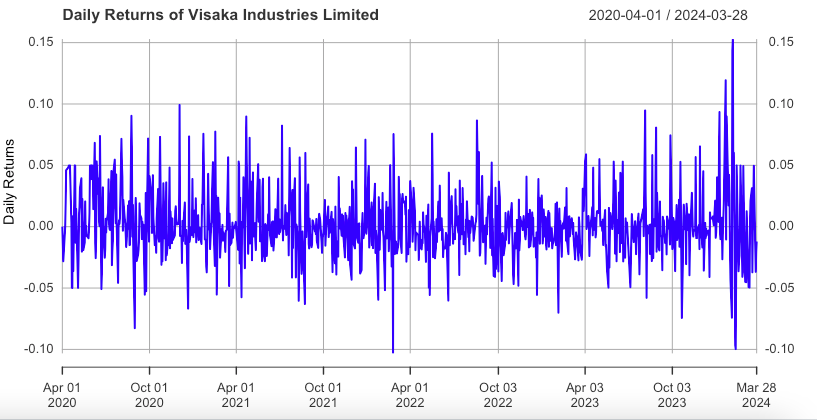 Daily Returns of Visaka Industries Limited 2020-04-01 / 2024-03-28
0.15 0.15
0.10 0.10
0.05 0.05
0.00 0.00
-0.05 -0.05
-0.10 -0.10
Daily Returns
Apr 01 Oct 01 Apr 01 Oct 01 Apr 01 Oct 03 Apr 03 Oct 03 Mar 28
2020 2020 2021 2021 2022 2022 2023 2023 2024